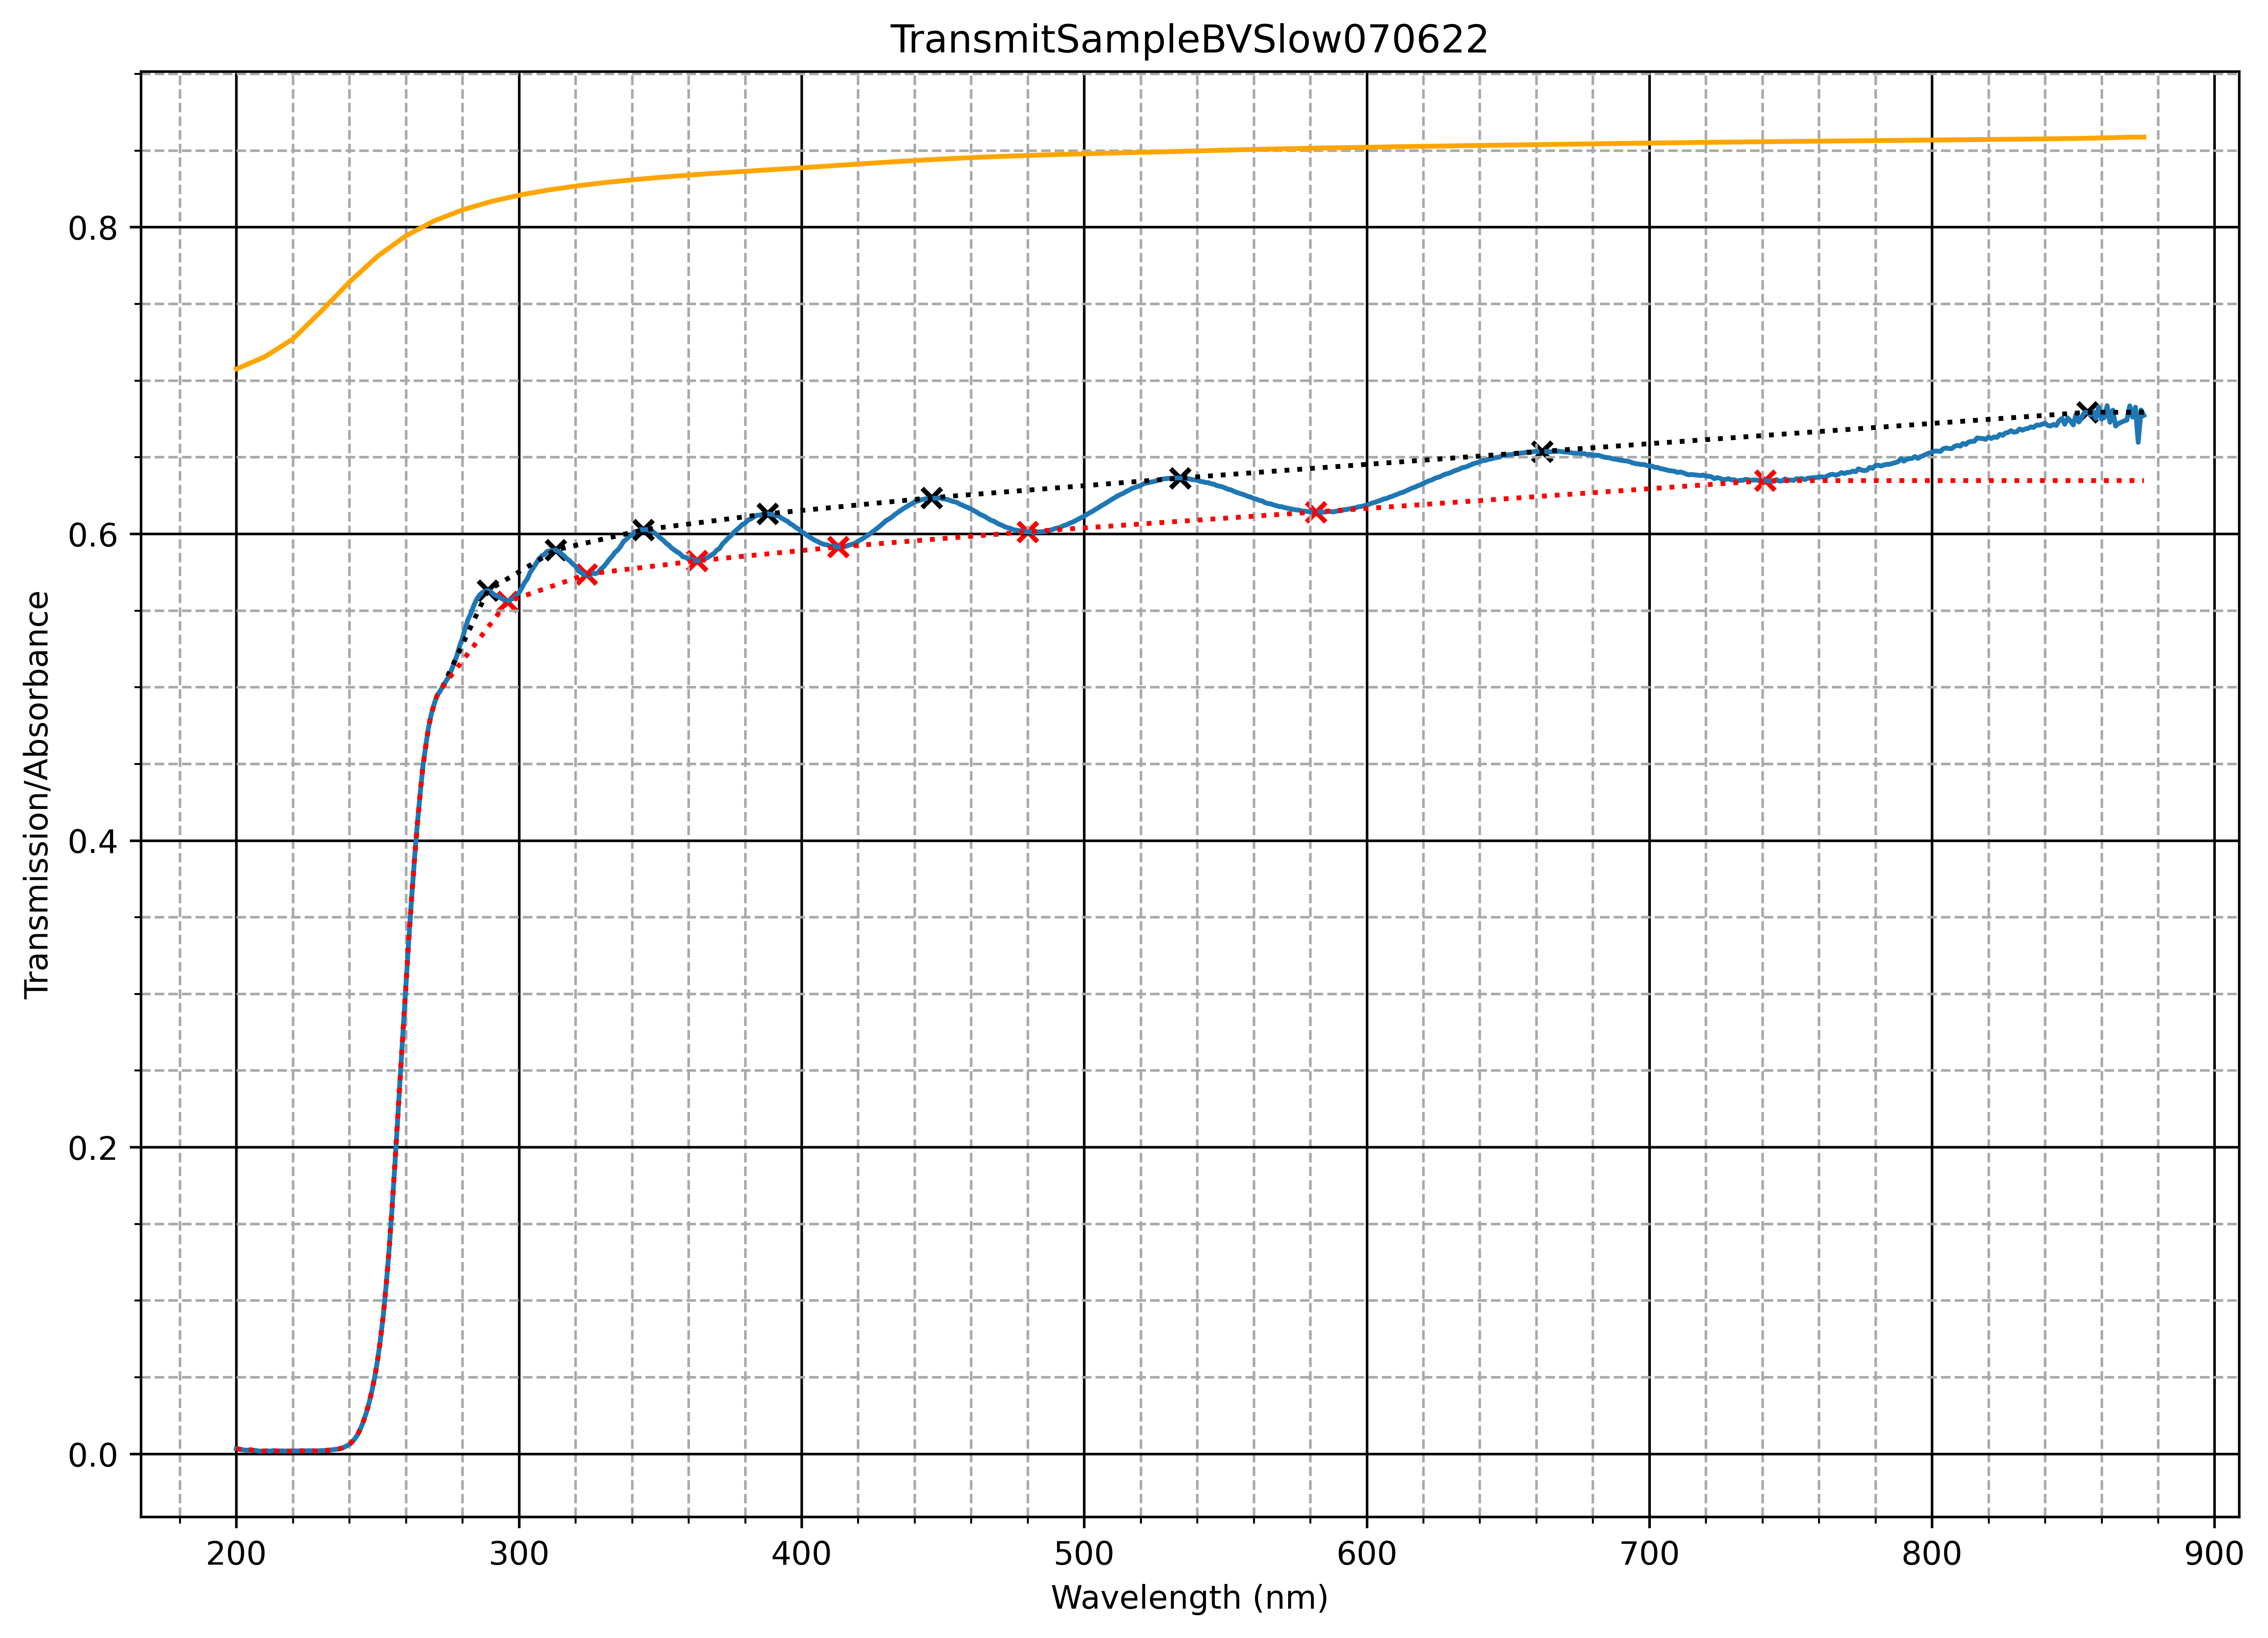 TransmitSampleBVSlow070622
Transmission/Absorbance
0.8
0.6
0.4
0.2
0.0
200 300 400 500 600 700 800 900
Wavelength (nm)